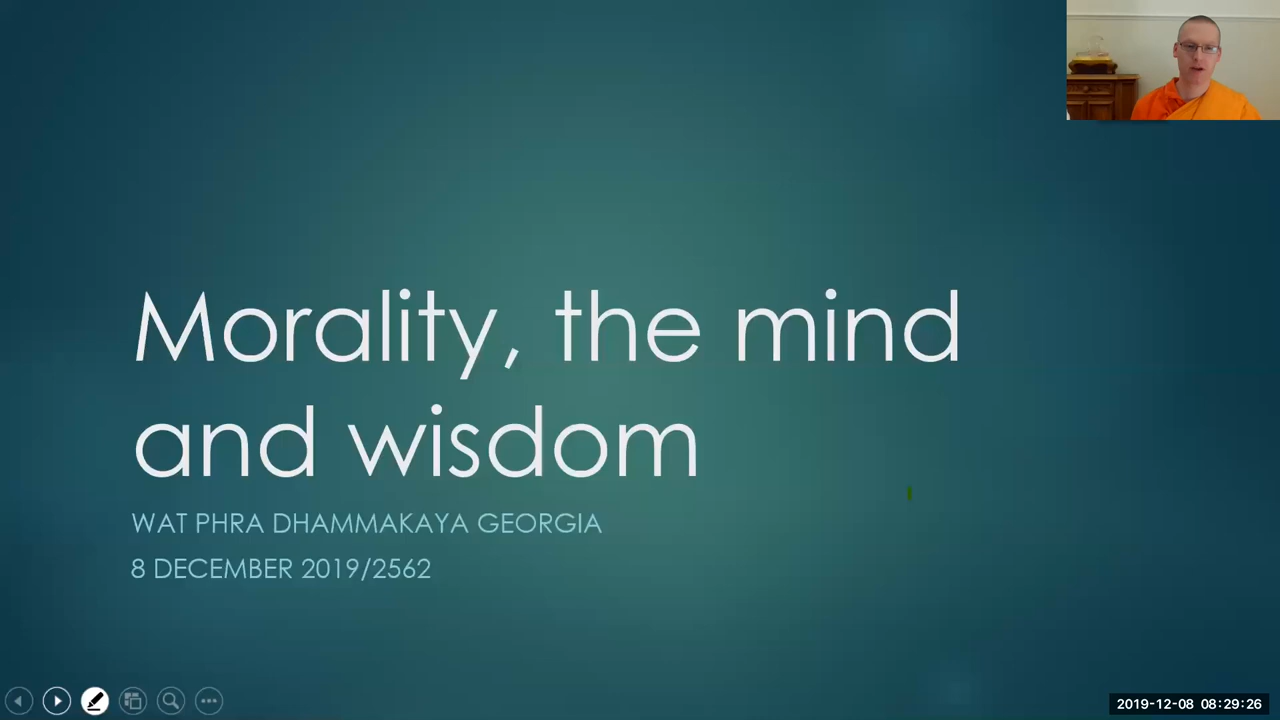 Morality, the mind
and wisdom
WAT PHRA DHAMMAKAYA GEORGIA
8 DECEMBER 2019/2562
2019-12-08 08:29:26